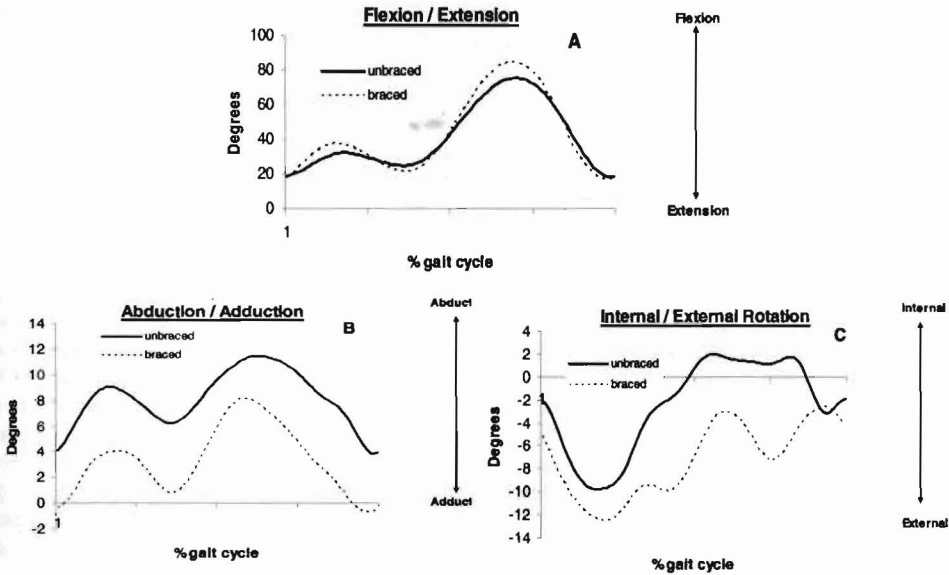 Flexion / Extension
A
Flexion
100
80
60
40
20
0
Degrees
unbraced
braced
1
% gait cycle
Extension
Abduction / Adduction
B
Abduct
14
12
10
8
6
4
2
0
-2
Degrees
unbraced
braced
1
% gait cycle
Adduct
Internal / External Rotation
C
Internal
4
2
0
-2
-4
-6
-8
-10
-12
-14
Degrees
unbraced
braced
1
% gait cycle
External